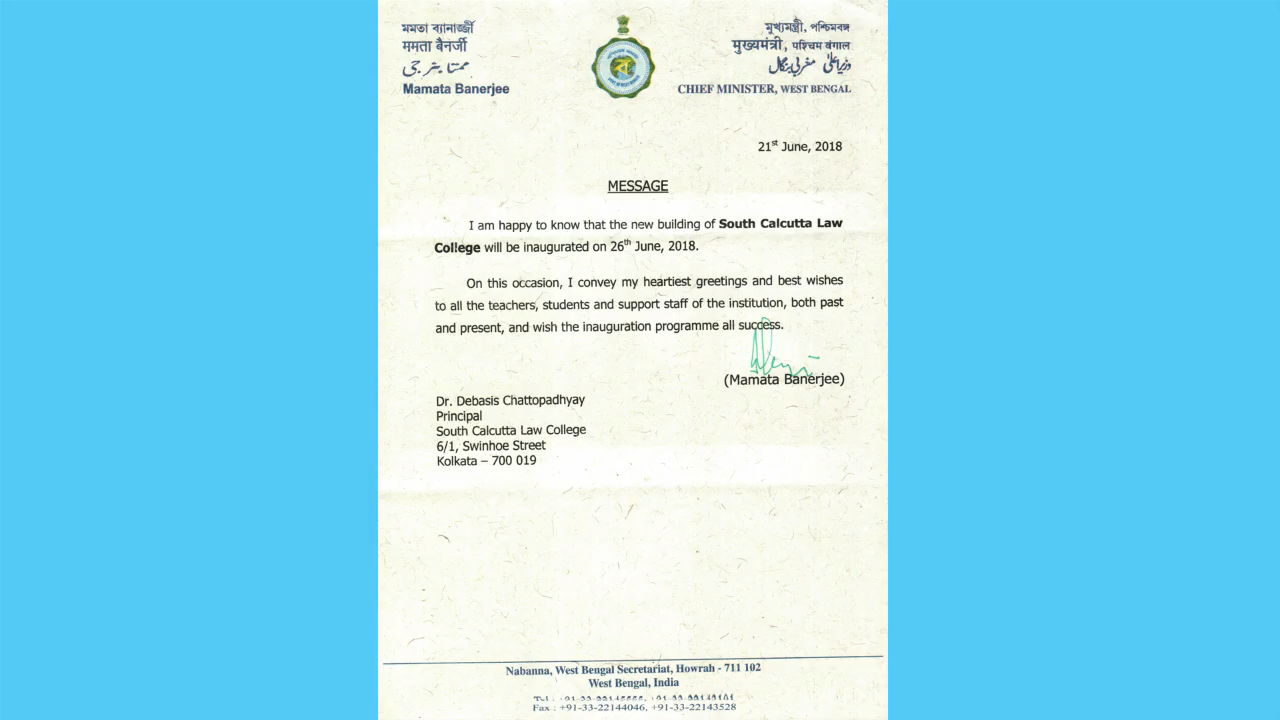 মমতা ব্যানার্জ্জী
ममता बैनर्जी
ممتا بنرجی
Mamata Banerjee
মুখ্যমন্ত্রী, পশ্চিমবঙ্গ
मुख्यमंत्री, पश्चिम बंगाल
وزیراعلیٰ مغربی بنگال
CHIEF MINISTER, WEST BENGAL
21st June, 2018
MESSAGE
I am happy to know that the new building of South Calcutta Law
College will be inaugurated on 26th June, 2018.
On this occasion, I convey my heartiest greetings and best wishes
to all the teachers, students and support staff of the institution, both past
and present, and wish the inauguration programme all success.
(Mamata Banerjee)
Dr. Debasis Chattopadhyay
Principal
South Calcutta Law College
6/1, Swinhoe Street
Kolkata – 700 019
Nabanna, West Bengal Secretariat, Howrah - 711 102
West Bengal, India
Fax : +91-33-22144046, +91-33-22143528